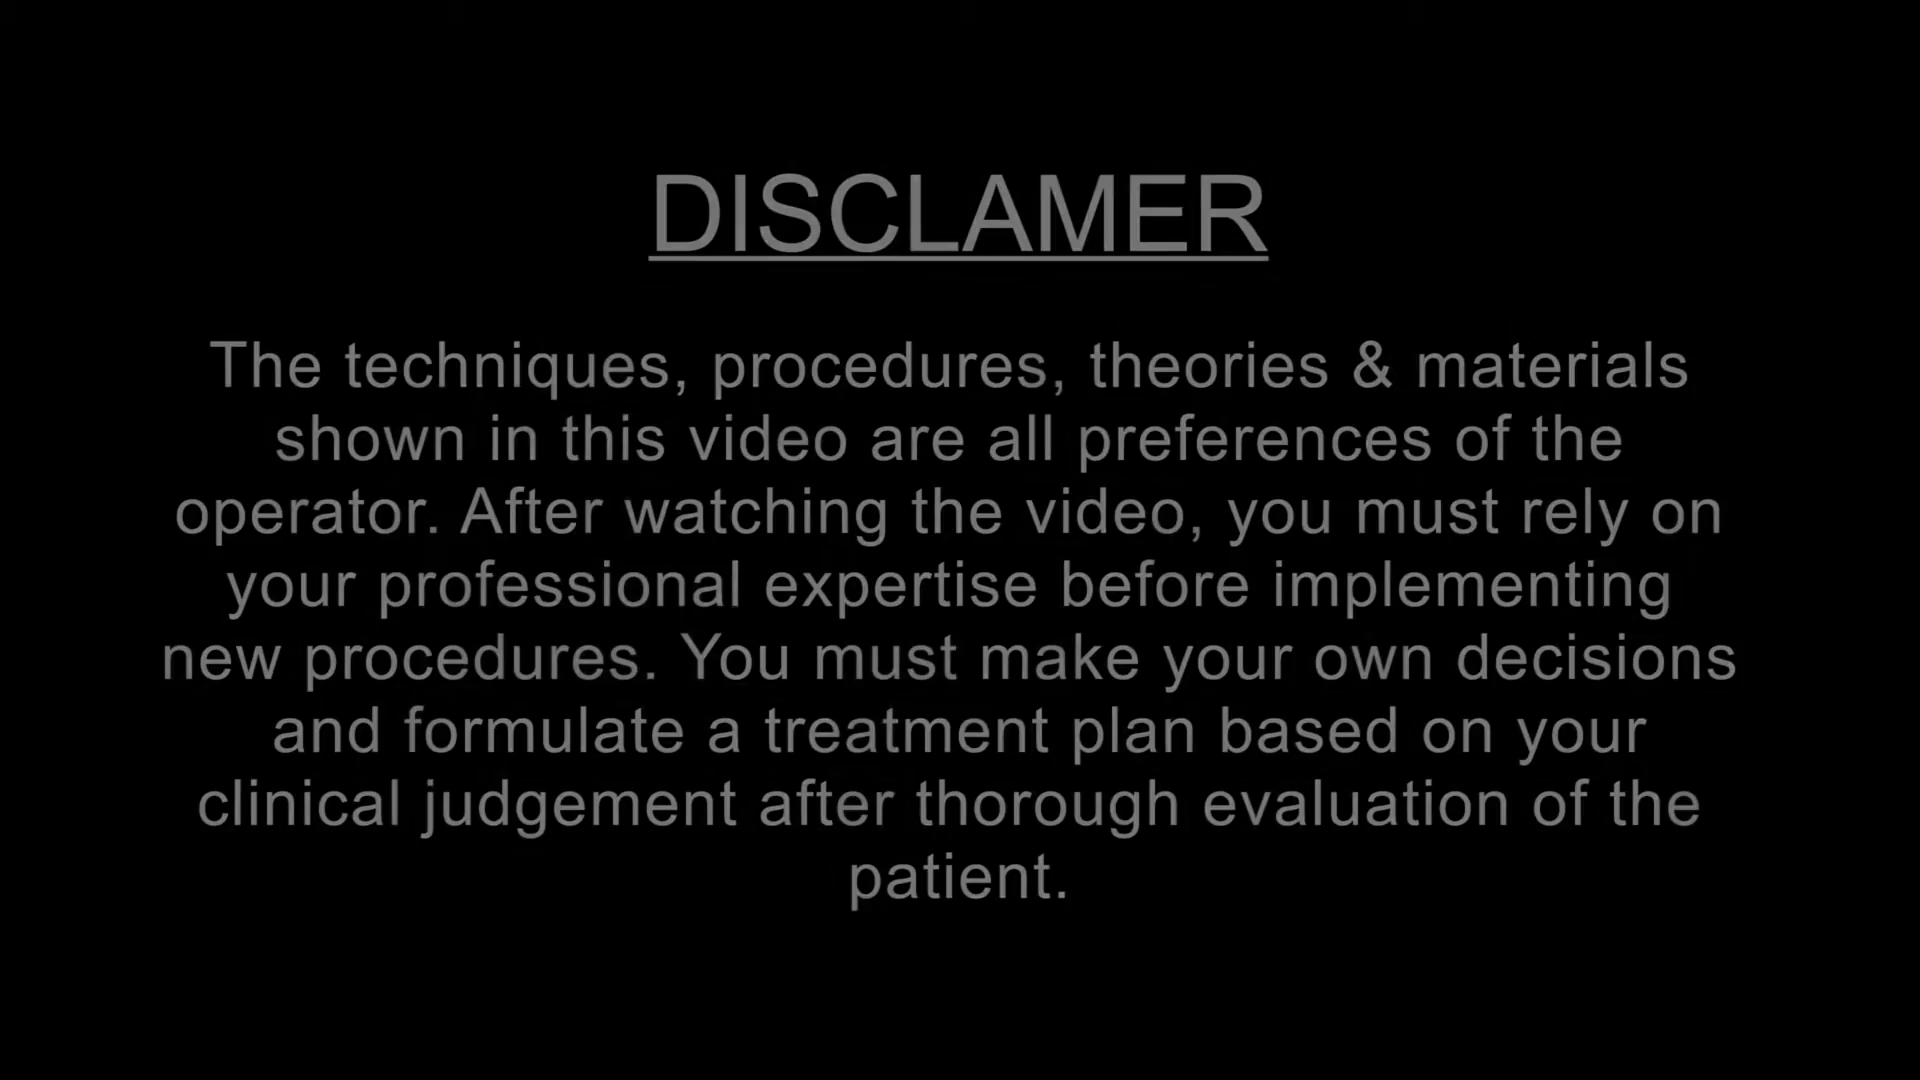 DISCLAMER
The techniques, procedures, theories & materials
shown in this video are all preferences of the
operator. After watching the video, you must rely on
your professional expertise before implementing
new procedures. You must make your own decisions
and formulate a treatment plan based on your
clinical judgement after thorough evaluation of the
patient.